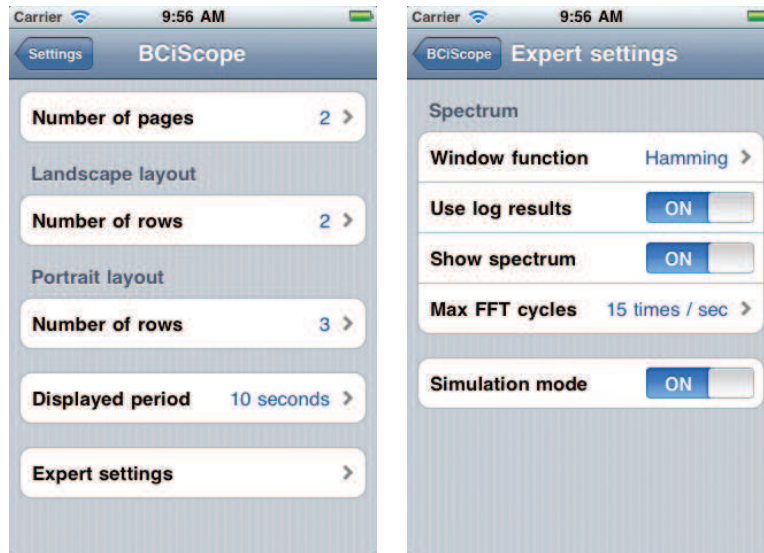 Carrier 9:56 AM
Settings BCiScope
Number of pages 2
Landscape layout
Number of rows 2
Portrait layout
Number of rows 3
Displayed period 10 seconds
Expert settings
Carrier 9:56 AM
BCiScope Expert settings
Spectrum
Window function Hamming
Use log results ON
Show spectrum ON
Max FFT cycles 15 times / sec
Simulation mode ON